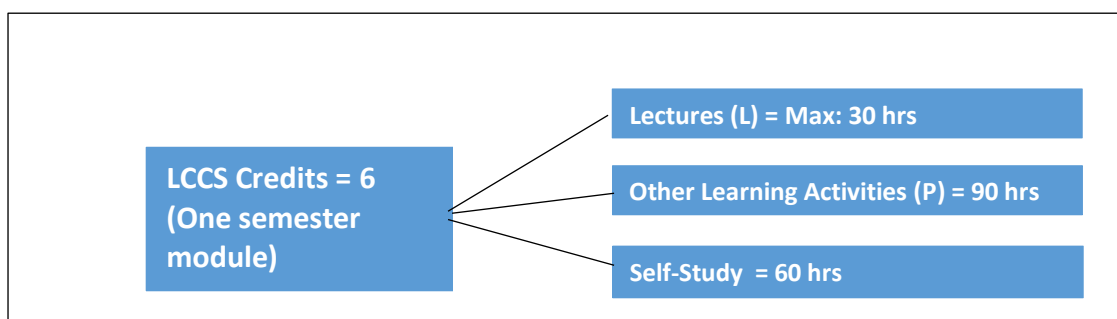 LCCS Credits = 6
(One semester
module)
Lectures (L) = Max: 30 hrs
Other Learning Activities (P) = 90 hrs
Self-Study = 60 hrs